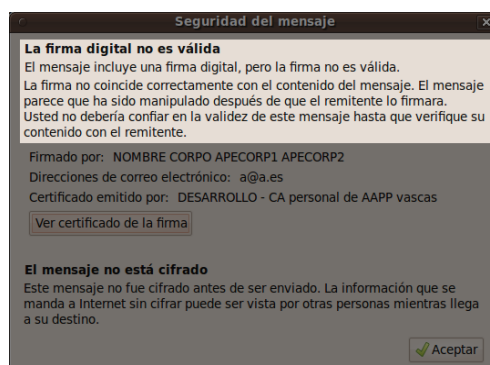 Seguridad del mensaje
La firma digital no es válida
El mensaje incluye una firma digital, pero la firma no es válida.
La firma no coincide correctamente con el contenido del mensaje. El mensaje
parece que ha sido manipulado después de que el remitente lo firmara.
Usted no debería confiar en la validez de este mensaje hasta que verifique su
contenido con el remitente.
Firmado por: NOMBRE CORPO APECORP1 APECORP2
Direcciones de correo electrónico: a@a.es
Certificado emitido por: DESARROLLO - CA personal de AAPP vascas
Ver certificado de la firma
El mensaje no está cifrado
Este mensaje no fue cifrado antes de ser enviado. La información que se
manda a Internet sin cifrar puede ser vista por otras personas mientras llega
a su destino.
Aceptar